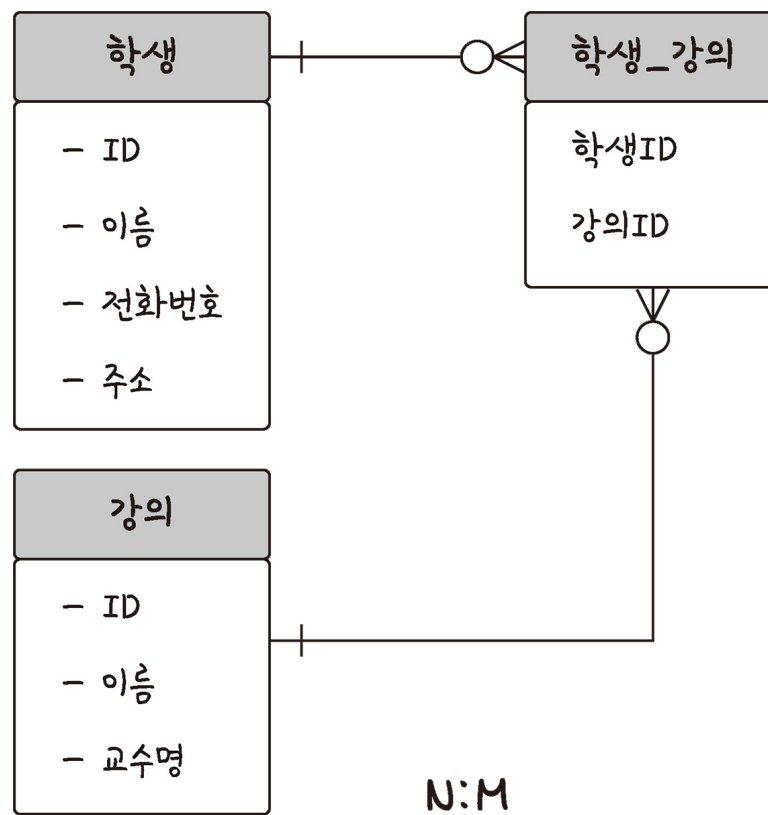 학생
- ID
- 이름
- 전화번호
- 주소
학생_강의
학생ID
강의ID
강의
- ID
- 이름
- 교수명
N:M